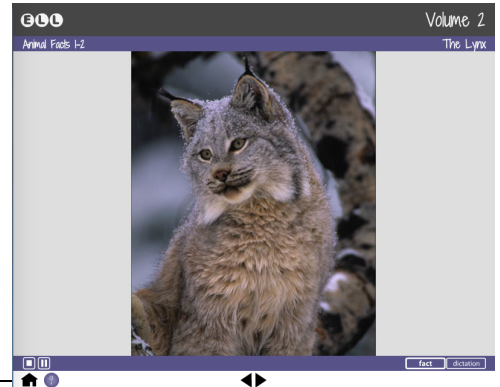 ELL
Volume 2
Animal Facts 1-2
The Lynx
fact
dictation
?